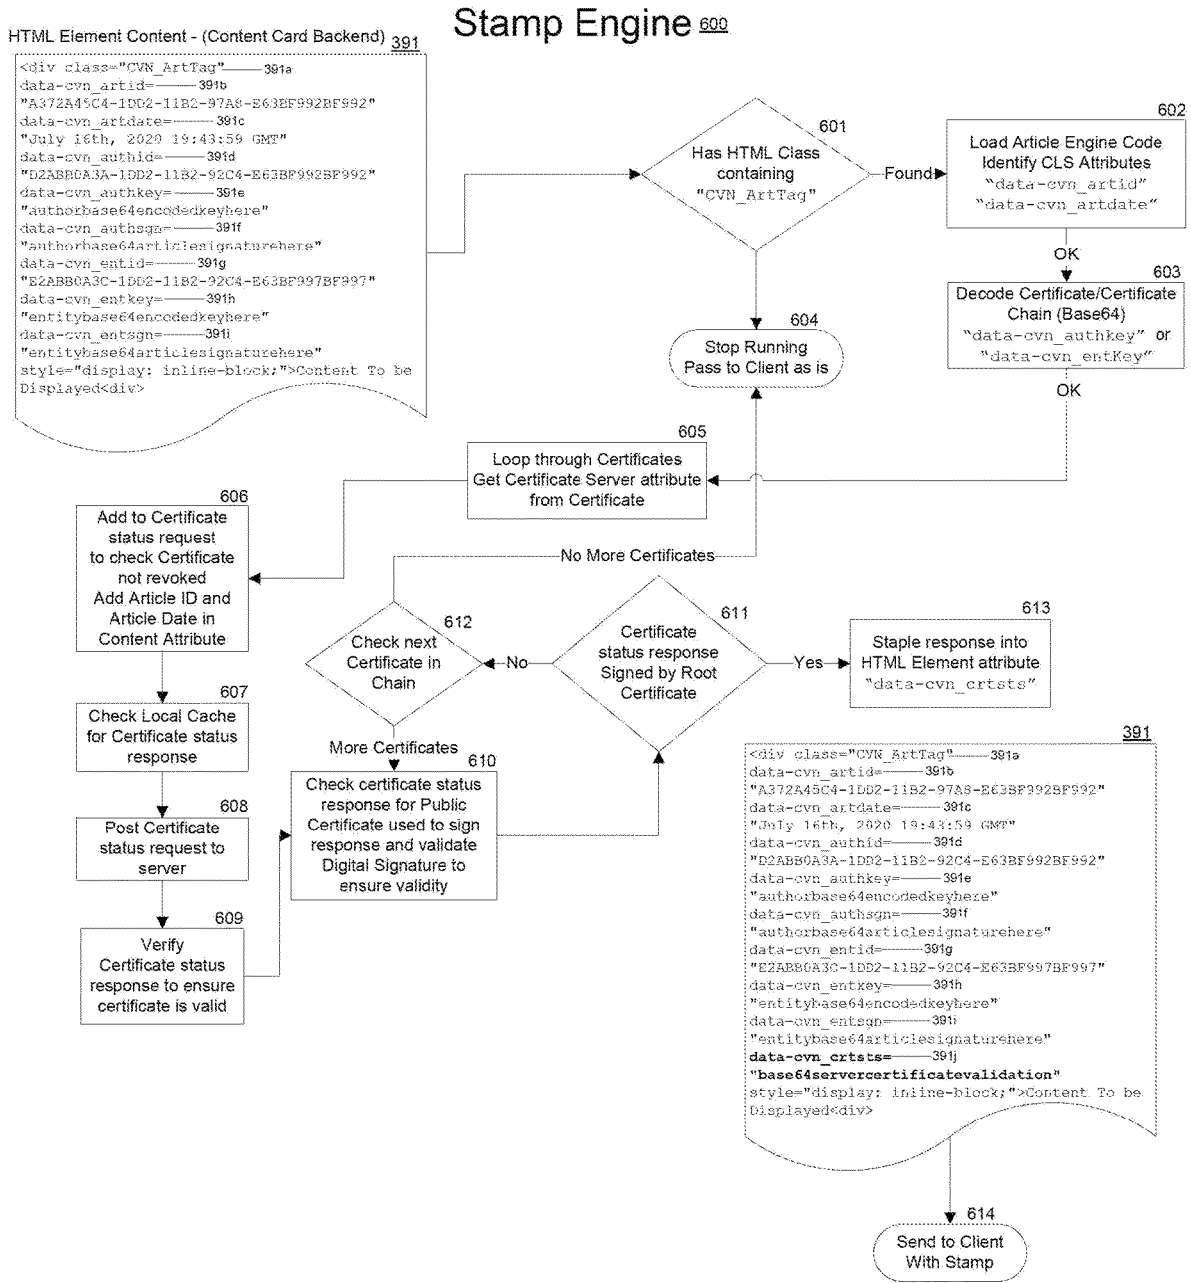 Stamp Engine 600
HTML Element Content - (Content Card Backend) 391
<div class="CVN_ArtTag" 391a
data-cvn_artid= 391b
"A372A45C4-1DD2-11B2-97A8-E63BF992BF992"
data-cvn_artdate= 391c
"July 16th, 2020 19:43:59 GMT"
data-cvn_authid= 391d
"D2ABB0A3A-1DD2-11B2-92C4-E63BF992BF992"
data-cvn_authkey= 391e
"authorbase64encodedkeyhere"
data-cvn_authsgn= 391f
"authorbase64articlesignaturehere"
data-cvn_entid= 391g
"E2ABB0A3C-1DD2-11B2-92C4-E63BF997BF997"
data-cvn_entkey= 391h
"entitybase64encodedkeyhere"
data-cvn_entsgn= 391i
"entitybase64articlesignaturehere"
style="display: inline-block;">Content To be
Displayed<div>
601
Has HTML Class
containing
"CVN_ArtTag"
Found
602
Load Article Engine Code
Identify CLS Attributes
"data-cvn_artid"
"data-cvn_artdate"
OK
603
Decode Certificate/Certificate
Chain (Base64)
"data-cvn_authkey" or
"data-cvn_entKey"
OK
604
Stop Running
Pass to Client as is
605
Loop through Certificates
Get Certificate Server attribute
from Certificate
606
Add to Certificate
status request
to check Certificate
not revoked
Add Article ID and
Article Date in
Content Attribute
607
Check Local Cache
for Certificate status
response
608
Post Certificate
status request to
server
609
Verify
Certificate status
response to ensure
certificate is valid
No More Certificates
612
Check next
Certificate in
Chain
More Certificates
610
Check certificate status
response for Public
Certificate used to sign
response and validate
Digital Signature to
ensure validity
No
611
Certificate
status response
Signed by Root
Certificate
Yes
613
Staple response into
HTML Element attribute
"data-cvn_crtsts"
391
<div class="CVN_ArtTag" 391a
data-cvn_artid= 391b
"A372A45C4-1DD2-11B2-97A8-E63BF992BF992"
data-cvn_artdate= 391c
"July 16th, 2020 19:43:59 GMT"
data-cvn_authid= 391d
"D2ABB0A3A-1DD2-11B2-92C4-E63BF992BF992"
data-cvn_authkey= 391e
"authorbase64encodedkeyhere"
data-cvn_authsgn= 391f
"authorbase64articlesignaturehere"
data-cvn_entid= 391g
"E2ABB0A3C-1DD2-11B2-92C4-E63BF997BF997"
data-cvn_entkey= 391h
"entitybase64encodedkeyhere"
data-cvn_entsgn= 391i
"entitybase64articlesignaturehere"
data-cvn_crtsts= 391j
"base64servercertificatevalidation"
style="display: inline-block;">Content To be
Displayed<div>
614
Send to Client
With Stamp